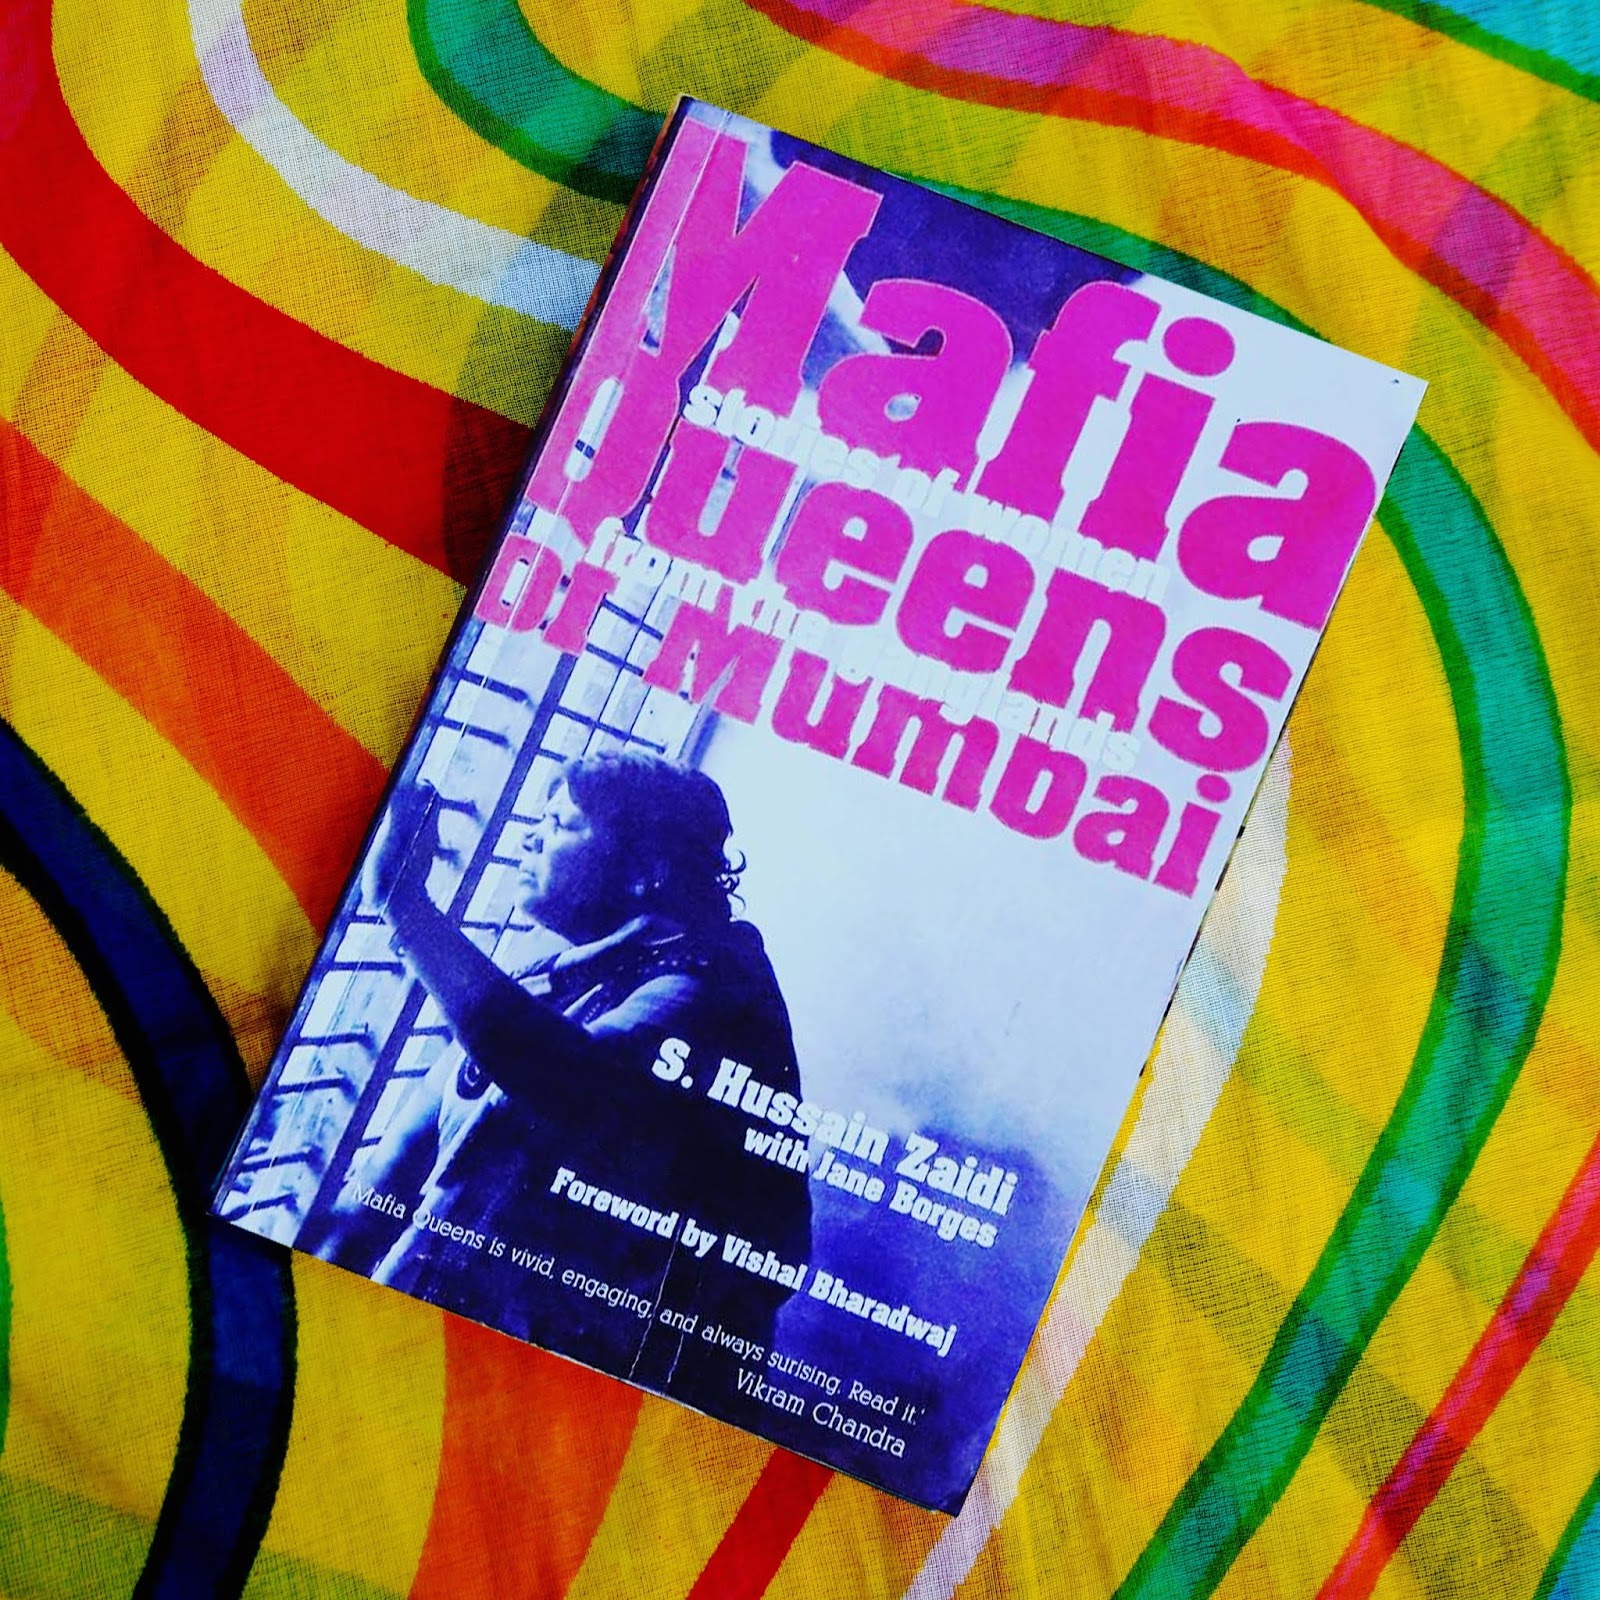 Mafia
stories of women
Queens
from the ganglands
Of Mumbai
S. Hussain Zaidi
with Jane Borges
Foreword by Vishal Bharadwaj
'Mafia Queens is vivid, engaging, and always surising. Read it.'
Vikram Chandra